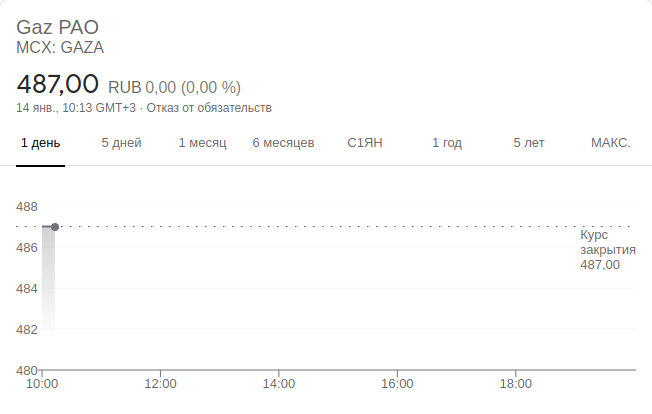 Gaz PAO
MCX: GAZA
487,00 RUB 0,00 (0,00 %)
14 янв., 10:13 GMT+3 · Отказ от обязательств
1 день 5 дней 1 месяц 6 месяцев С1ЯН 1 год 5 лет МАКС.
488
486
484
482
480
Курс
закрытия
487,00
10:00 12:00 14:00 16:00 18:00